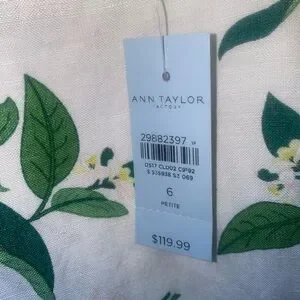 ANN TAYLOR
FACTORY
29882397
6
PETITE
$119.99